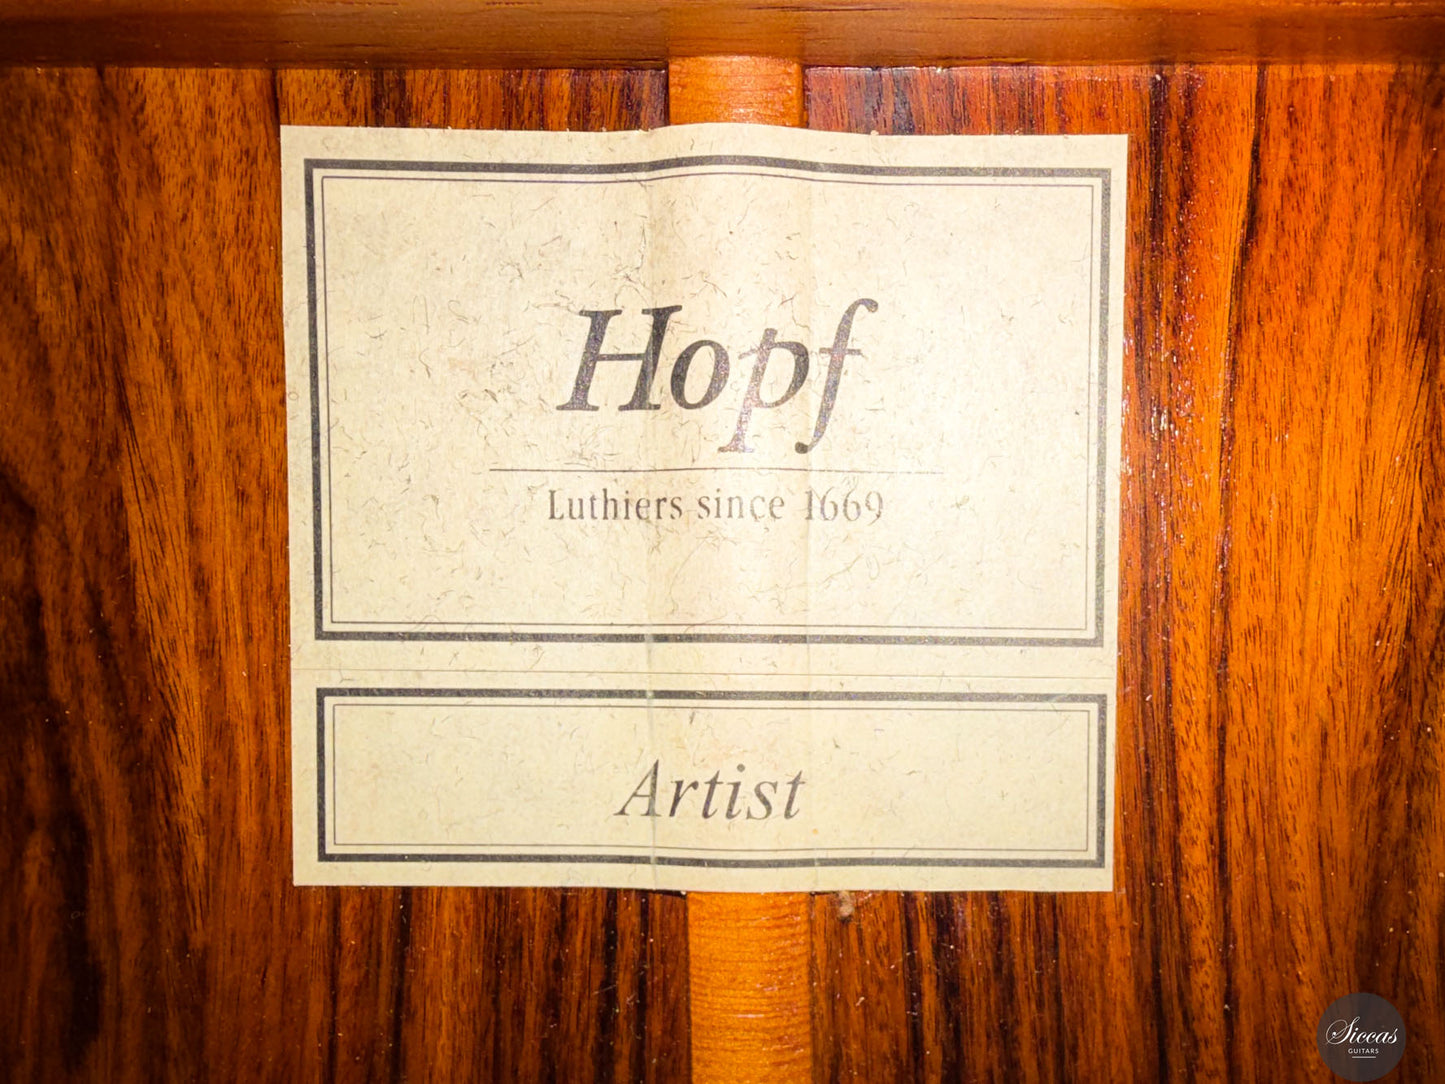 Hopf
Luthiers since 1669
Artist
Siccas
GUITARS